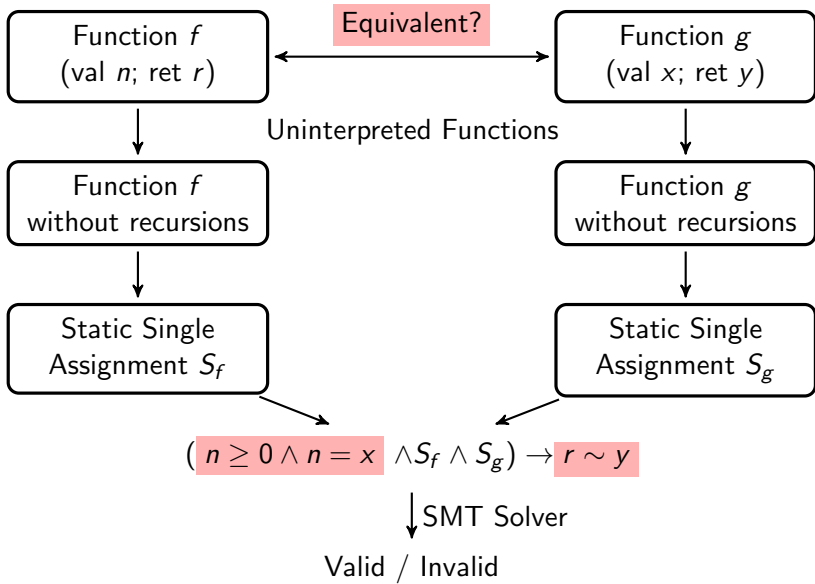 Equivalent?
Function f
(val n; ret r)
Function g
(val x; ret y)
Uninterpreted Functions
Function f
without recursions
Function g
without recursions
Static Single
Assignment S_f
Static Single
Assignment S_g
( n ≥ 0 ∧ n = x ∧S_f ∧ S_g) → r ∼ y
SMT Solver
Valid / Invalid